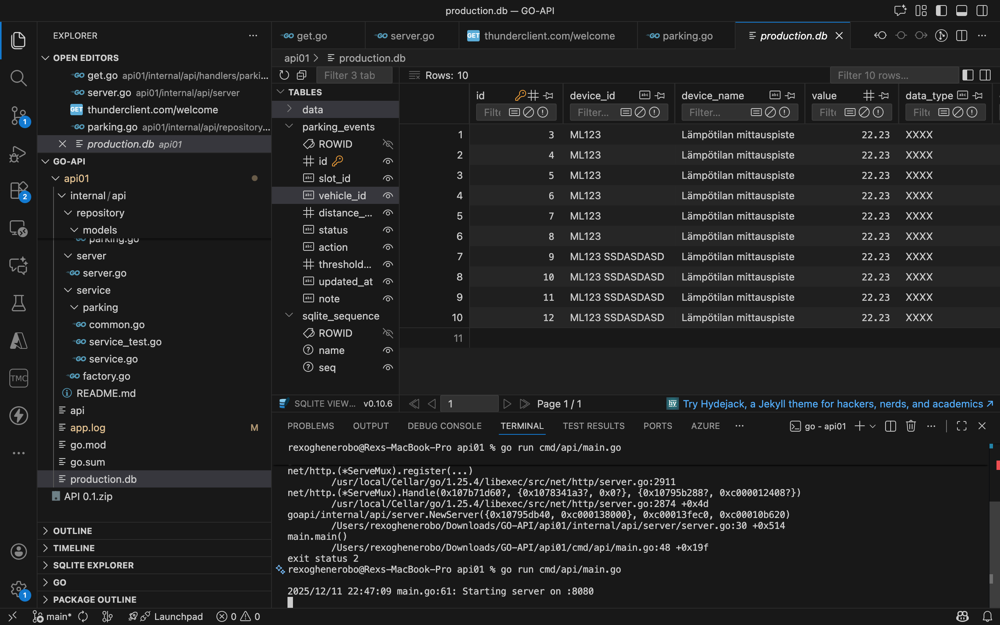 production.db — GO-API
EXPLORER
OPEN EDITORS
get.go api01/internal/api/handlers/parki...
server.go api01/internal/api/server
GET thunderclient.com/welcome
parking.go api01/internal/api/repository...
production.db api01
GO-API
api01
internal / api
repository
models
parking.go
server
server.go
service
parking
common.go
service_test.go
service.go
factory.go
README.md
api
app.log M
go.mod
go.sum
production.db
API 0.1.zip
OUTLINE
TIMELINE
SQLITE EXPLORER
GO
PACKAGE OUTLINE
1
2
TMC
1
get.go server.go GET thunderclient.com/welcome parking.go production.db
api01 > production.db
Filter 3 tab Rows: 10 Filter 10 rows...
TABLES
data
parking_events
ROWID
id
slot_id
vehicle_id
distance_...
status
action
threshold...
updated_at
note
sqlite_sequence
ROWID
name
seq
SQLITE VIEW... v0.10.6
id device_id device_name value data_type
Filte Filter... Filter... Filte Filte
1 3 ML123 Lämpötilan mittauspiste 22.23 XXXX
2 4 ML123 Lämpötilan mittauspiste 22.23 XXXX
3 5 ML123 Lämpötilan mittauspiste 22.23 XXXX
4 6 ML123 Lämpötilan mittauspiste 22.23 XXXX
5 7 ML123 Lämpötilan mittauspiste 22.23 XXXX
6 8 ML123 Lämpötilan mittauspiste 22.23 XXXX
7 9 ML123 SSDASDASD Lämpötilan mittauspiste 22.23 XXXX
8 10 ML123 SSDASDASD Lämpötilan mittauspiste 22.23 XXXX
9 11 ML123 SSDASDASD Lämpötilan mittauspiste 22.23 XXXX
10 12 ML123 SSDASDASD Lämpötilan mittauspiste 22.23 XXXX
11
1 Page 1 / 1 hy Try Hydejack, a Jekyll theme for hackers, nerds, and academics ↗
PROBLEMS OUTPUT DEBUG CONSOLE TERMINAL TEST RESULTS PORTS AZURE ... go - api01
rexoghenerobo@Rexs-MacBook-Pro api01 % go run cmd/api/main.go
net/http.(*ServeMux).register(...)
/usr/local/Cellar/go/1.25.4/libexec/src/net/http/server.go:2911
net/http.(*ServeMux).Handle(0x107b71d60?, {0x1078341a3?, 0x0?}, {0x10795b288?, 0xc000012408?})
/usr/local/Cellar/go/1.25.4/libexec/src/net/http/server.go:2874 +0x4d
goapi/internal/api/server.NewServer({0x10795db40, 0xc000138000}, 0xc00013fec0, 0xc00010b620)
/Users/rexoghenerobo/Downloads/GO-API/api01/internal/api/server/server.go:30 +0x514
main.main()
/Users/rexoghenerobo/Downloads/GO-API/api01/cmd/api/main.go:48 +0x19f
exit status 2
rexoghenerobo@Rexs-MacBook-Pro api01 % go run cmd/api/main.go
2025/12/11 22:47:09 main.go:61: Starting server on :8080
main* Launchpad 0 0